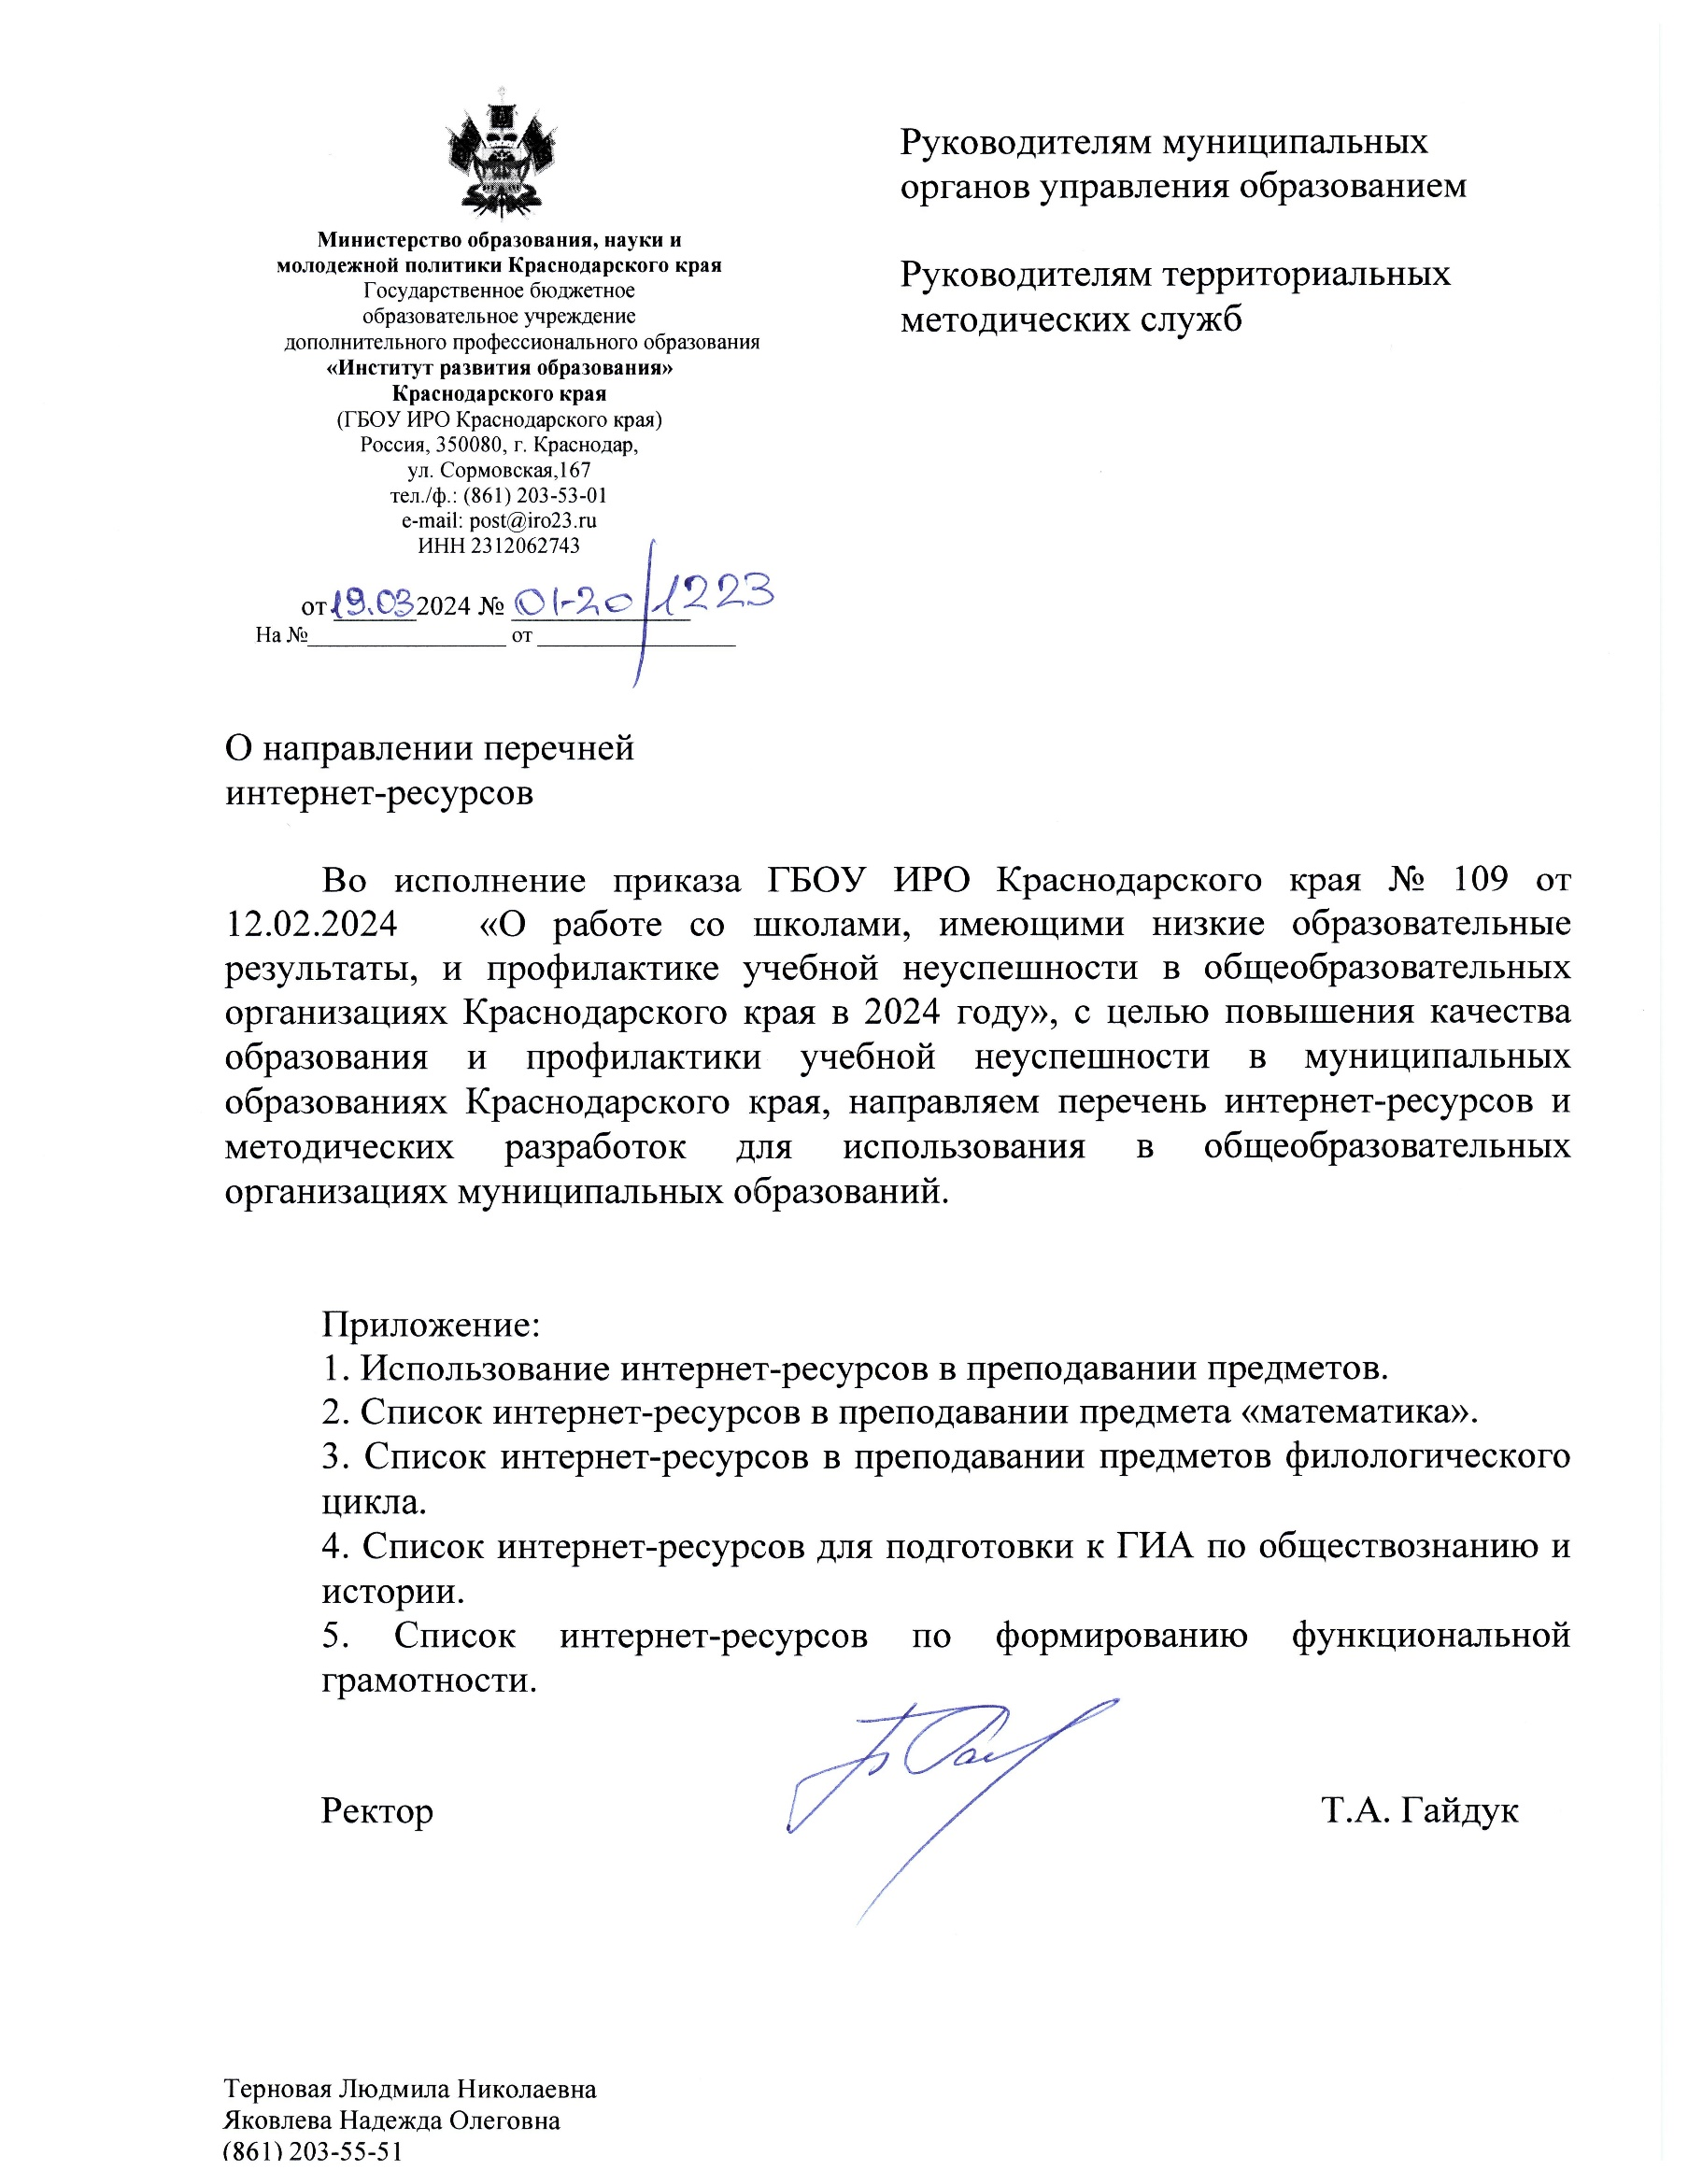 Министерство образования, науки и
молодежной политики Краснодарского края
Государственное бюджетное
образовательное учреждение
дополнительного профессионального образования
«Институт развития образования»
Краснодарского края
(ГБОУ ИРО Краснодарского края)
Россия, 350080, г. Краснодар,
ул. Сормовская,167
тел./ф.: (861) 203-53-01
e-mail: post@iro23.ru
ИНН 2312062743
от 19.03 2024 № 01-20/1223
На №_________________ от _________________
Руководителям муниципальных
органов управления образованием
Руководителям территориальных
методических служб
О направлении перечней
интернет-ресурсов
Во исполнение приказа ГБОУ ИРО Краснодарского края № 109 от
12.02.2024 «О работе со школами, имеющими низкие образовательные
результаты, и профилактике учебной неуспешности в общеобразовательных
организациях Краснодарского края в 2024 году», с целью повышения качества
образования и профилактики учебной неуспешности в муниципальных
образованиях Краснодарского края, направляем перечень интернет-ресурсов и
методических разработок для использования в общеобразовательных
организациях муниципальных образований.
Приложение:
1. Использование интернет-ресурсов в преподавании предметов.
2. Список интернет-ресурсов в преподавании предмета «математика».
3. Список интернет-ресурсов в преподавании предметов филологического
цикла.
4. Список интернет-ресурсов для подготовки к ГИА по обществознанию и
истории.
5. Список интернет-ресурсов по формированию функциональной
грамотности.
Ректор Т.А. Гайдук
Терновая Людмила Николаевна
Яковлева Надежда Олеговна
(861) 203-55-51